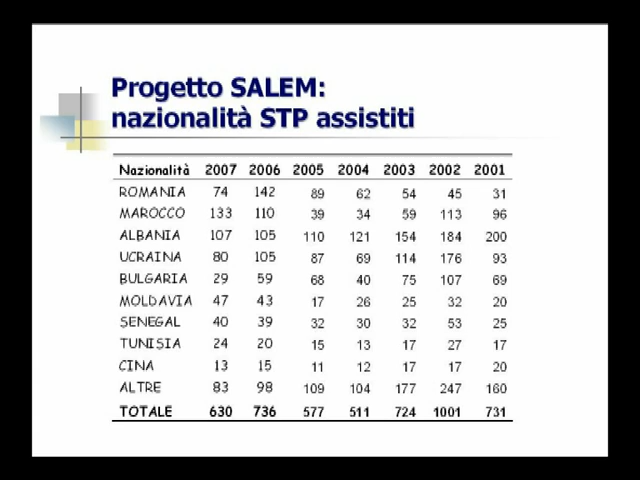 Progetto SALEM:
nazionalità STP assistiti
Nazionalità 2007 2006 2005 2004 2003 2002 2001
ROMANIA 74 142 89 62 54 45 31
MAROCCO 133 110 39 34 59 113 96
ALBANIA 107 105 110 121 154 184 200
UCRAINA 80 105 87 69 114 176 93
BULGARIA 29 59 68 40 75 107 69
MOLDAVIA 47 43 17 26 25 32 20
SENEGAL 40 39 32 30 32 53 25
TUNISIA 24 20 15 13 17 27 17
CINA 13 15 11 12 17 17 20
ALTRE 83 98 109 104 177 247 160
TOTALE 630 736 577 511 724 1001 731